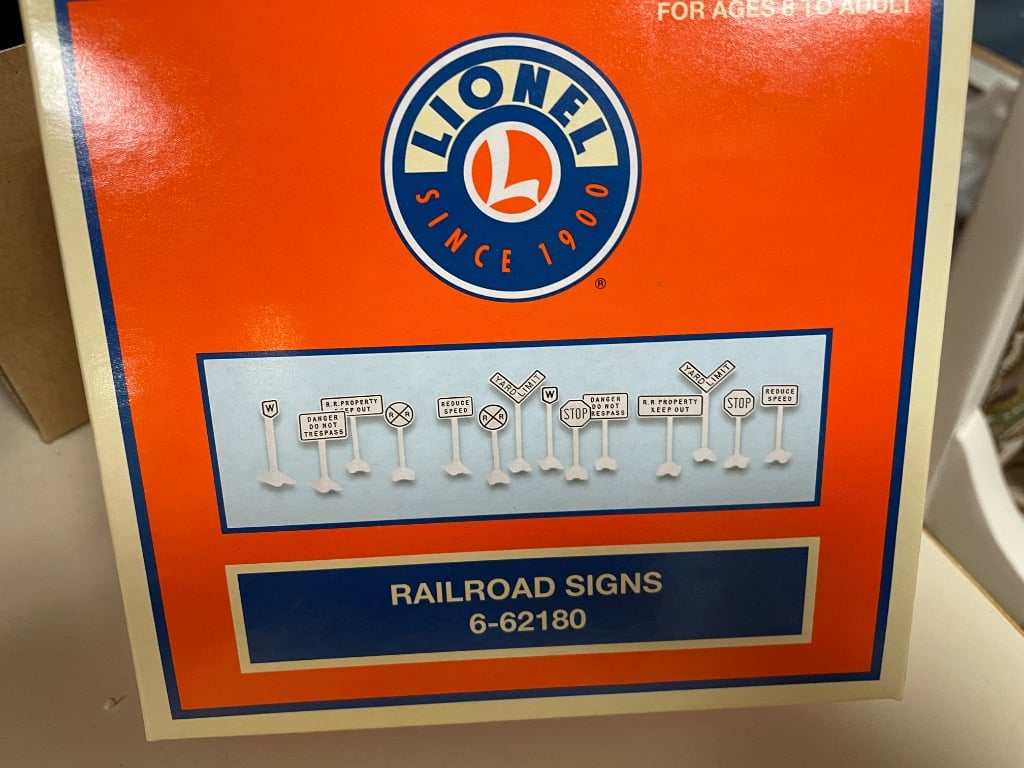 FOR AGES 8 TO ADULT
LIONEL
L
SINCE 1900
®
W
DANGER
DO NOT
TRESPASS
R.R. PROPERTY
KEEP OUT
R R
REDUCE
SPEED
R R
YARD LIMIT
W
STOP
DANGER
DO NOT
TRESPASS
R.R. PROPERTY
KEEP OUT
YARD LIMIT
STOP
REDUCE
SPEED
RAILROAD SIGNS
6-62180